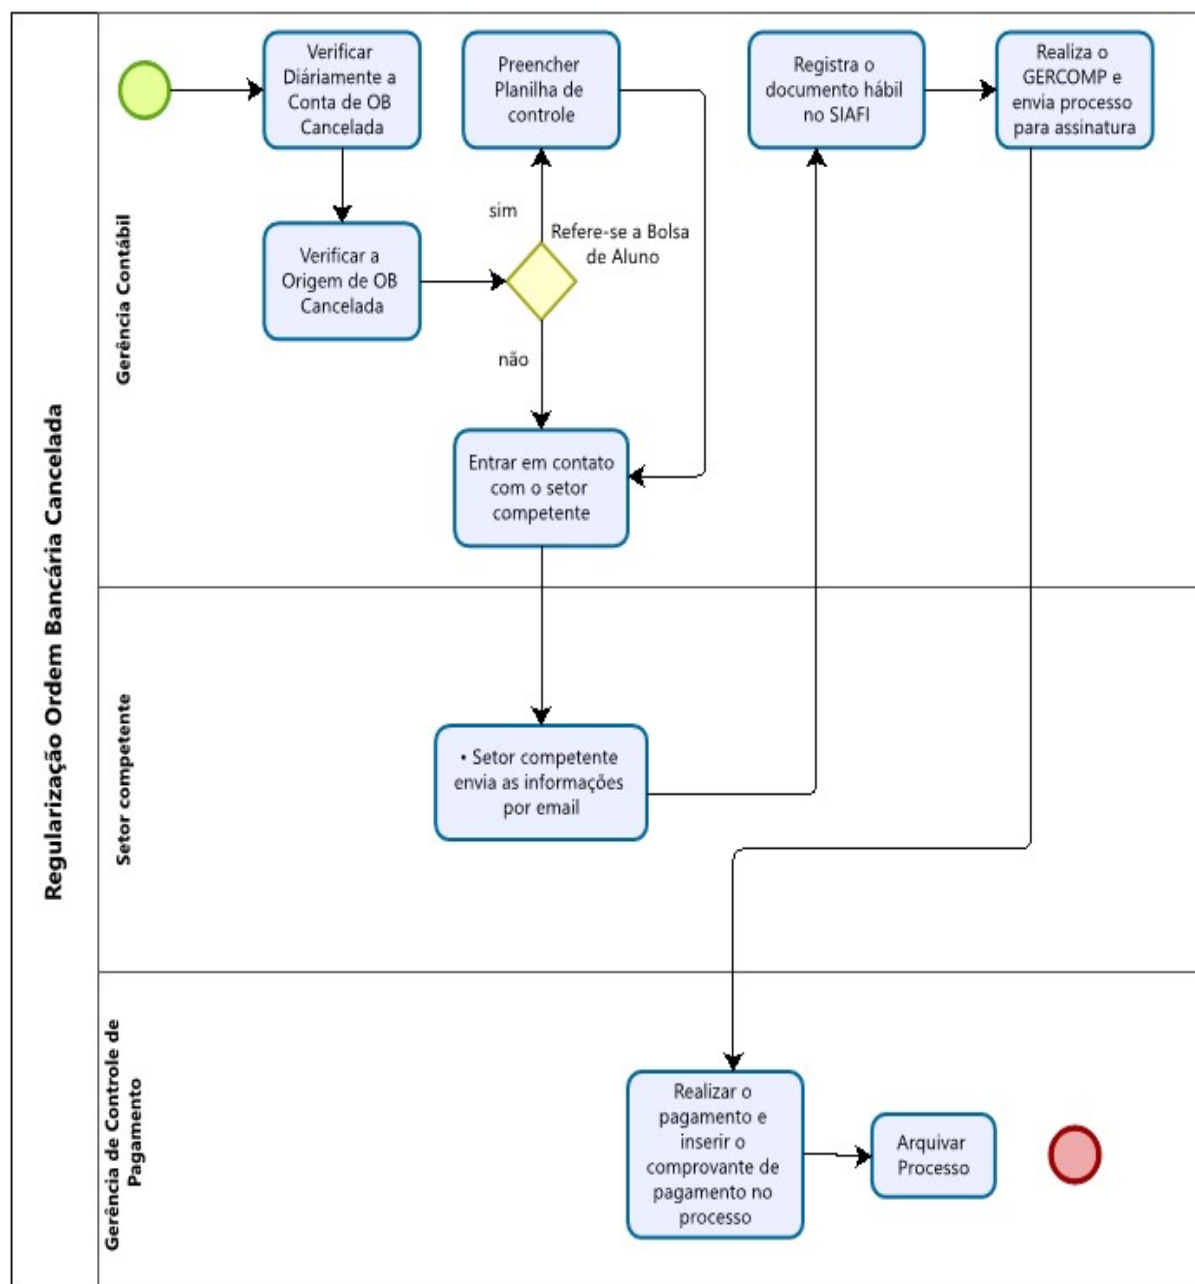 Regularização Ordem Bancária Cancelada
Gerência Contábil
Verificar
Diáriamente a
Conta de OB
Cancelada
Preencher
Planilha de
controle
Registra o
documento hábil
no SIAFI
Realiza o
GERCOMP e
envia processo
para assinatura
sim
Refere-se a Bolsa
de Aluno
Verificar a
Origem de OB
Cancelada
não
Entrar em contato
com o setor
competente
Setor competente
• Setor competente
envia as informações
por email
Gerência de Controle de
Pagamento
Realizar o
pagamento e
inserir o
comprovante de
pagamento no
processo
Arquivar
Processo